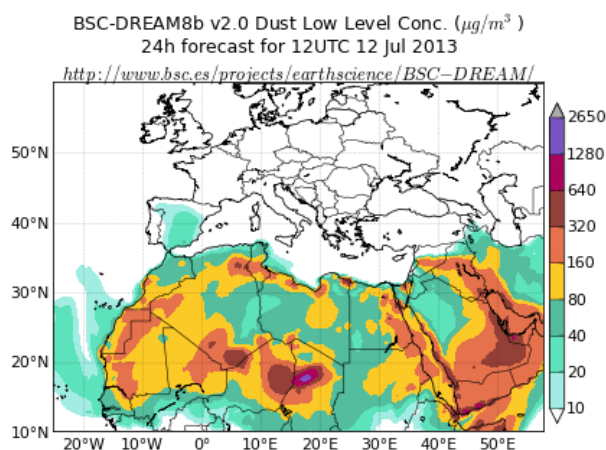 BSC-DREAM8b v2.0 Dust Low Level Conc. (μg/m³ )
24h forecast for 12UTC 12 Jul 2013
http://www.bsc.es/projects/earthscience/BSC−DREAM/
2650
1280
640
320
160
80
40
20
10
50°N
40°N
30°N
20°N
10°N
20°W 10°W 0° 10°E 20°E 30°E 40°E 50°E